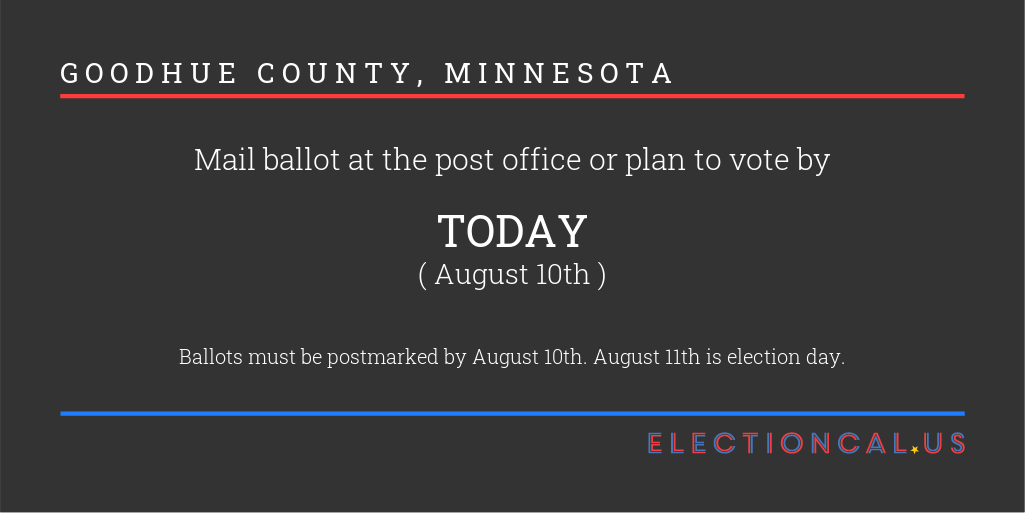 GOODHUE COUNTY, MINNESOTA
Mail ballot at the post office or plan to vote by
TODAY
( August 10th )
Ballots must be postmarked by August 10th. August 11th is election day.
ELECTIONCAL.US